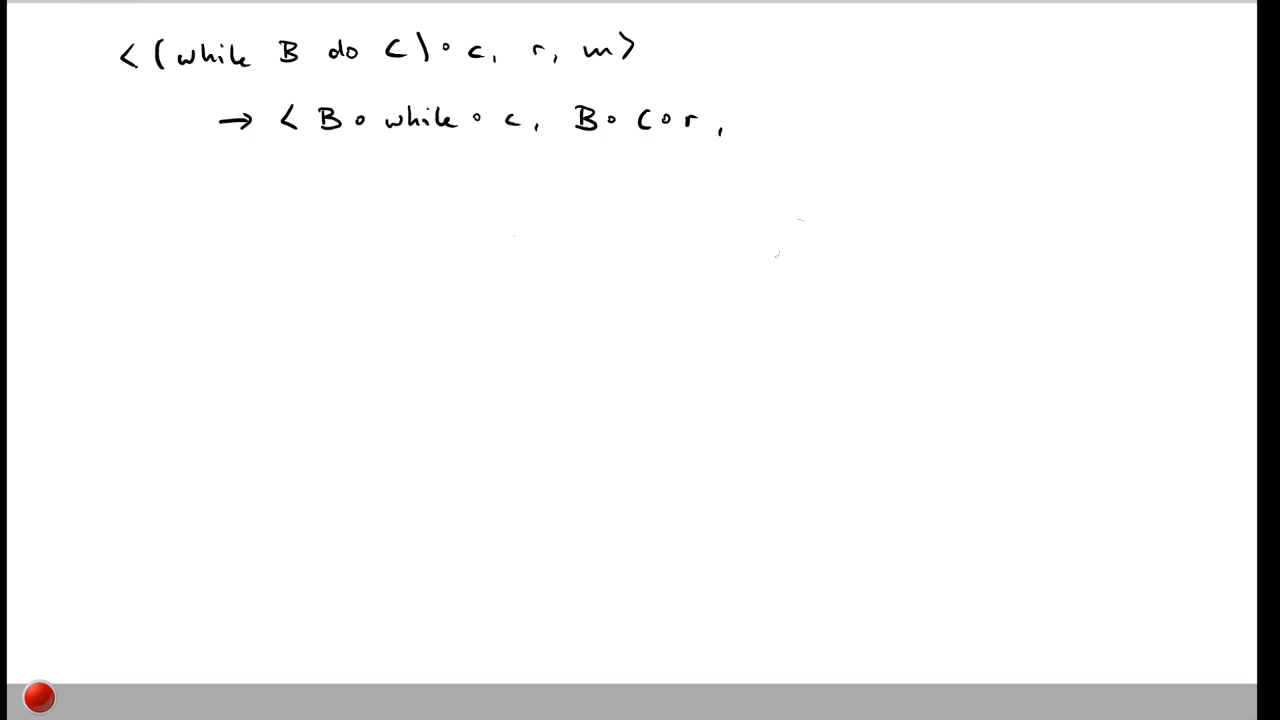 < (while B do C) ∘ c, r, m>
→ < B ∘ while ∘ c, B ∘ C ∘ r,